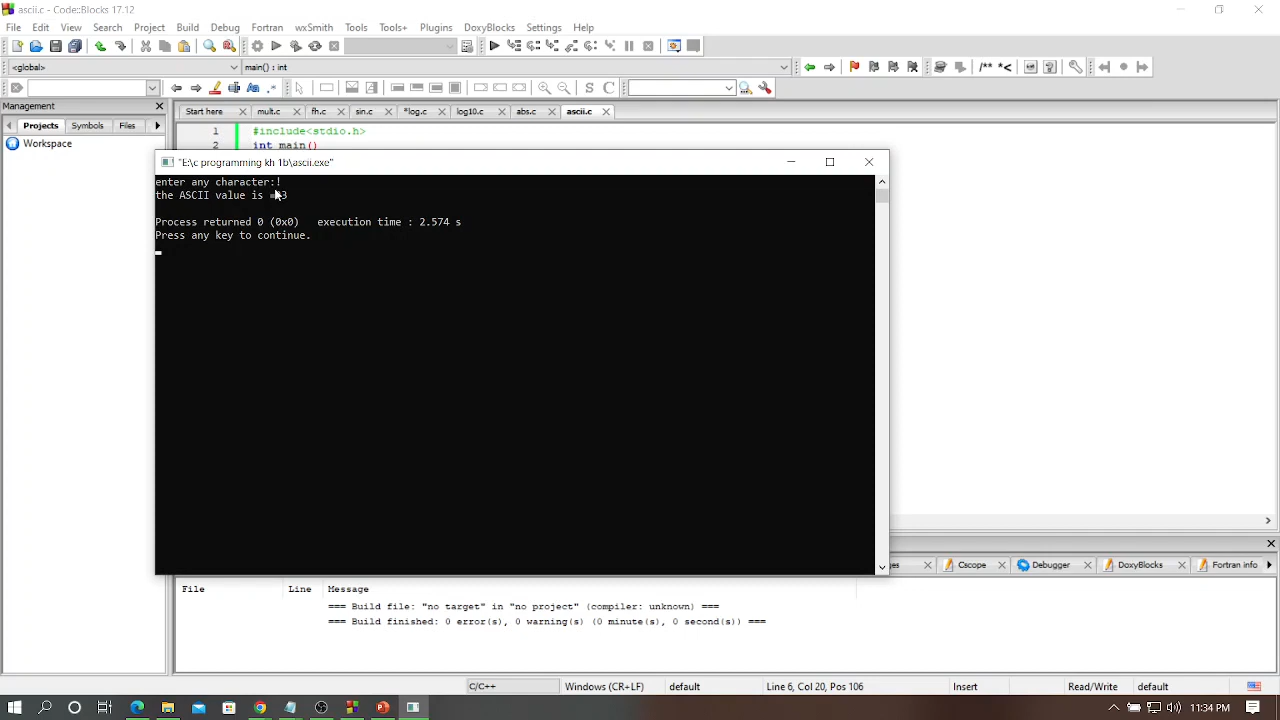 ascii.c - Code::Blocks 17.12
File Edit View Search Project Build Debug Fortran wxSmith Tools Tools+ Plugins DoxyBlocks Settings Help
<global> main() : int
Management
Start here mult.c fh.c sin.c *log.c log10.c abs.c ascii.c
Projects Symbols Files
Workspace
1 #include<stdio.h>
2 int main()
"E:\c programming kh 1b\ascii.exe"
enter any character:!
the ASCII value is
Process returned 0 (0x0) execution time : 2.574 s
Press any key to continue.
Cscope Debugger DoxyBlocks Fortran info
File Line Message
=== Build file: "no target" in "no project" (compiler: unknown) ===
=== Build finished: 0 error(s), 0 warning(s) (0 minute(s), 0 second(s)) ===
C/C++ Windows (CR+LF) default Line 6, Col 20, Pos 106 Insert Read/Write default
11:34 PM